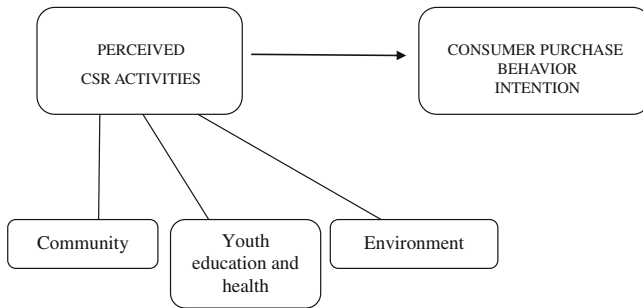 PERCEIVED
CSR ACTIVITIES
CONSUMER PURCHASE
BEHAVIOR
INTENTION
Community
Youth
education and
health
Environment